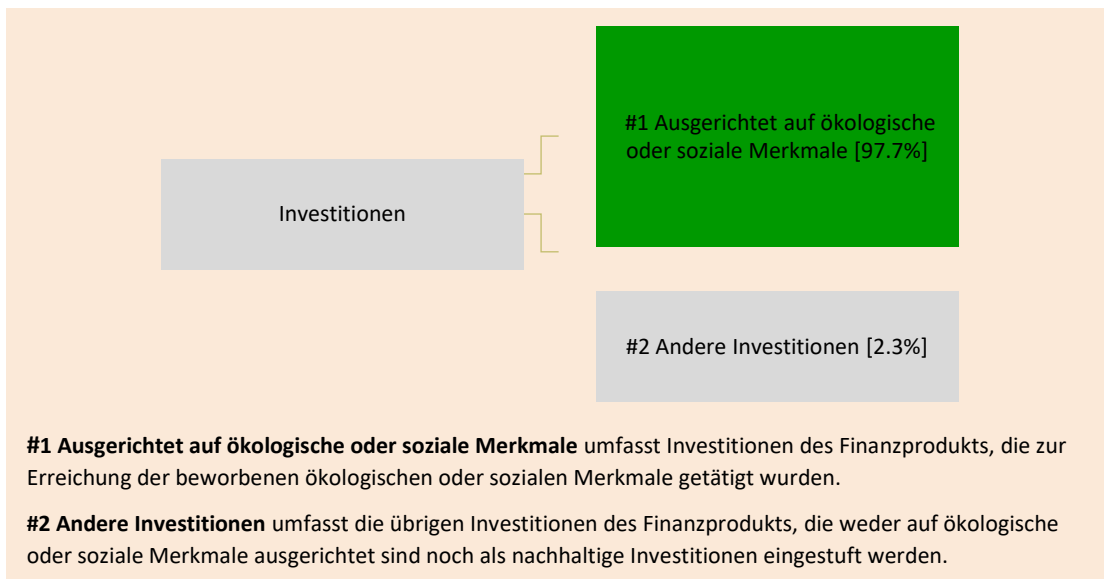 #1 Ausgerichtet auf ökologische
oder soziale Merkmale [97.7%]
Investitionen
#2 Andere Investitionen [2.3%]
#1 Ausgerichtet auf ökologische oder soziale Merkmale umfasst Investitionen des Finanzprodukts, die zur
Erreichung der beworbenen ökologischen oder sozialen Merkmale getätigt wurden.
#2 Andere Investitionen umfasst die übrigen Investitionen des Finanzprodukts, die weder auf ökologische
oder soziale Merkmale ausgerichtet sind noch als nachhaltige Investitionen eingestuft werden.